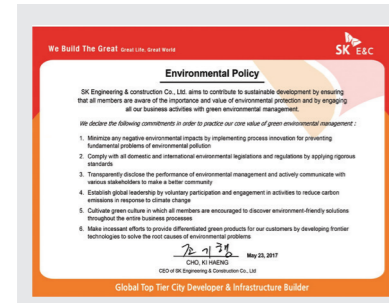 We Build The Great Great Life, Great World
SK E&C
Environmental Policy
SK Engineering & construction Co., Ltd. aims to contribute to sustainable development by ensuring
that all members are aware of the importance and value of environmental protection and by engaging
all our business activities with green environmental management.
We declare the following commitments in order to practice our core value of green environmental management :
1. Minimize any negative environmental impacts by implementing process innovation for preventing
fundamental problems of environmental pollution
2. Comply with all domestic and international environmental legislations and regulations by applying rigorous
standards
3. Transparently disclose the performance of environmental management and actively communicate with
various stakeholders to make a better community
4. Establish global leadership by voluntary participation and engagement in activities to reduce carbon
emissions in response to climate change
5. Cultivate green culture in which all members are encouraged to discover environment-friendly solutions
throughout the entire business processes
6. Make incessant efforts to provide differentiated green products for our customers by developing frontier
technologies to solve the root causes of environmental problems
조기행 May 23, 2017
CHO, KI HAENG
CEO of SK Engineering & Construction Co., Ltd
Global Top Tier City Developer & Infrastructure Builder